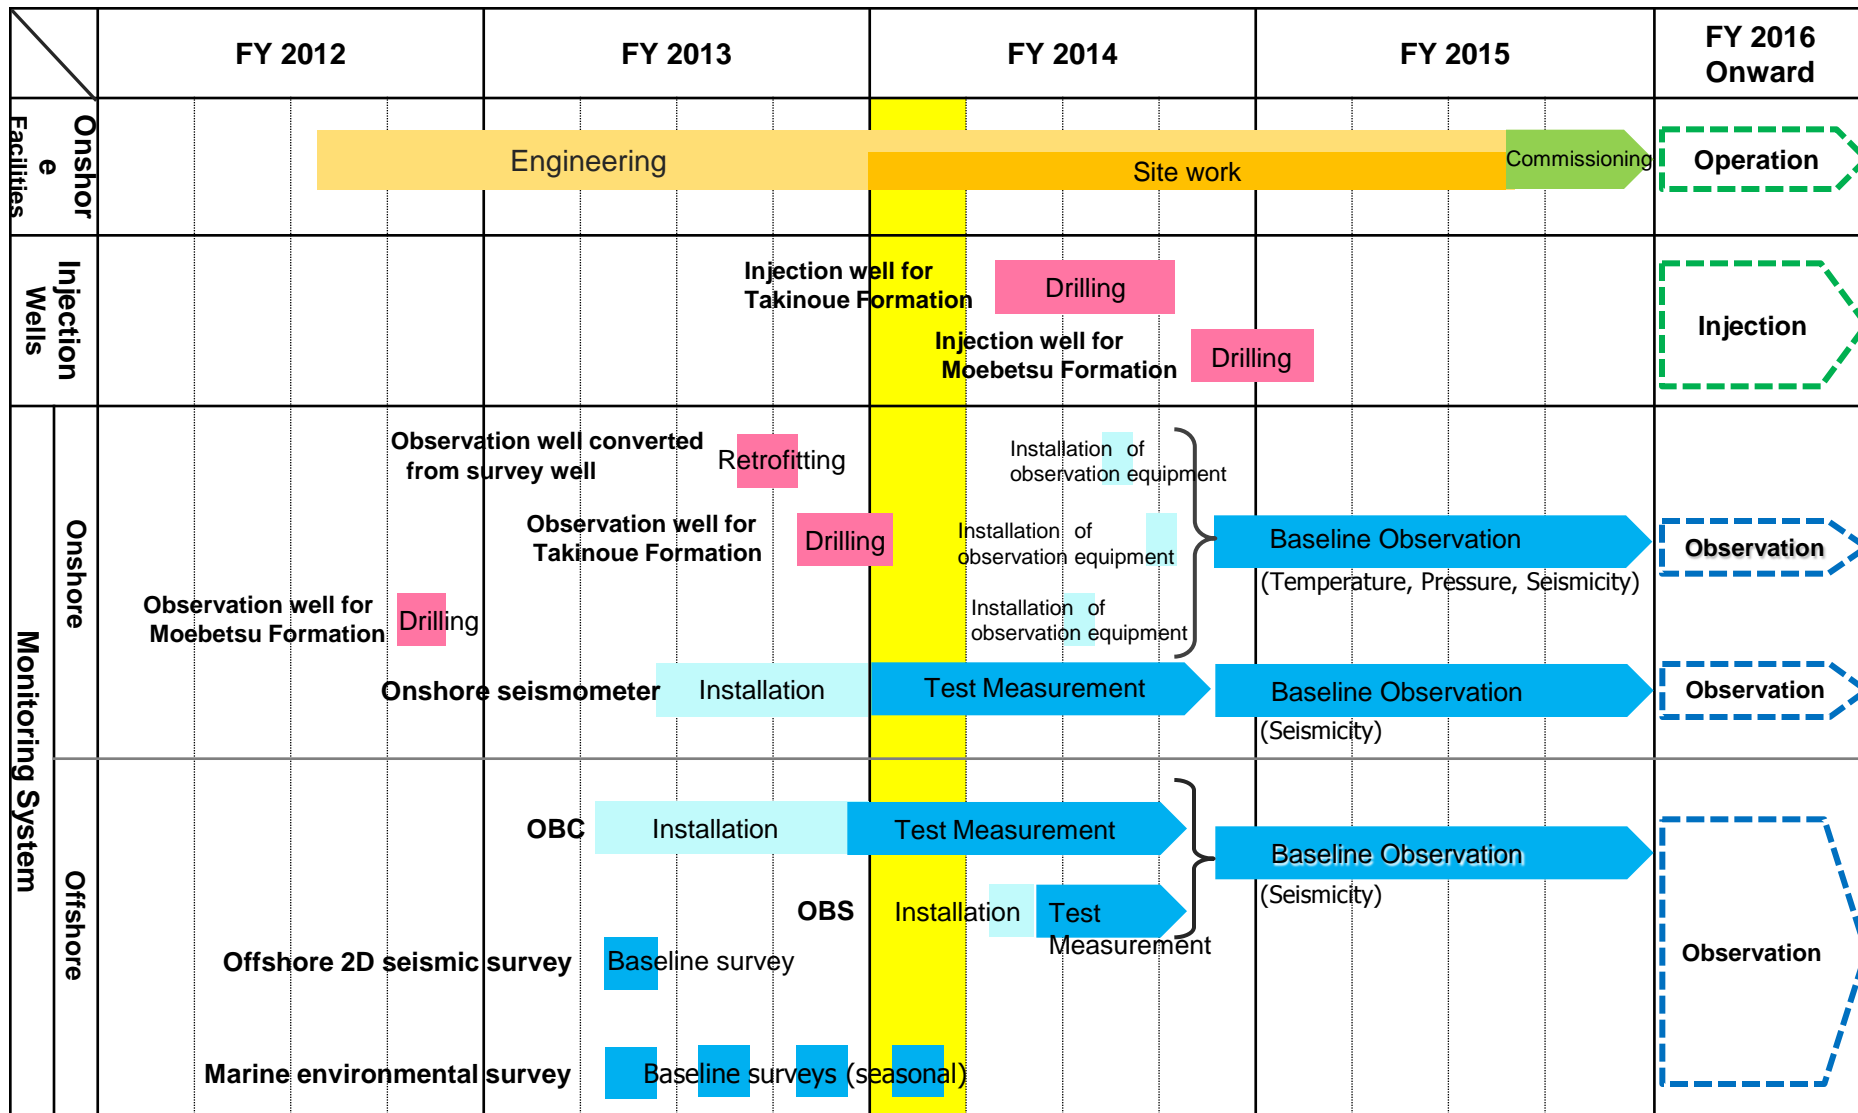 FY 2012
FY 2013
FY 2014
FY 2015
FY 2016
Onward
Onshor
e
Facilities
Engineering
Site work
Commissioning
Operation
Injection
Wells
Injection well for
Takinoue Formation
Drilling
Injection well for
Moebetsu Formation
Drilling
Injection
Monitoring System
Onshore
Observation well converted
from survey well
Retrofitting
Installation of
observation equipment
Observation well for
Takinoue Formation
Drilling
Installation of
observation equipment
Baseline Observation
(Temperature, Pressure, Seismicity)
Observation
Observation well for
Moebetsu Formation
Drilling
Installation of
observation equipment
Onshore seismometer
Installation
Test Measurement
Baseline Observation
(Seismicity)
Observation
Offshore
OBC
Installation
Test Measurement
Baseline Observation
(Seismicity)
OBS
Installation
Test
Measurement
Offshore 2D seismic survey
Baseline survey
Observation
Marine environmental survey
Baseline surveys (seasonal)